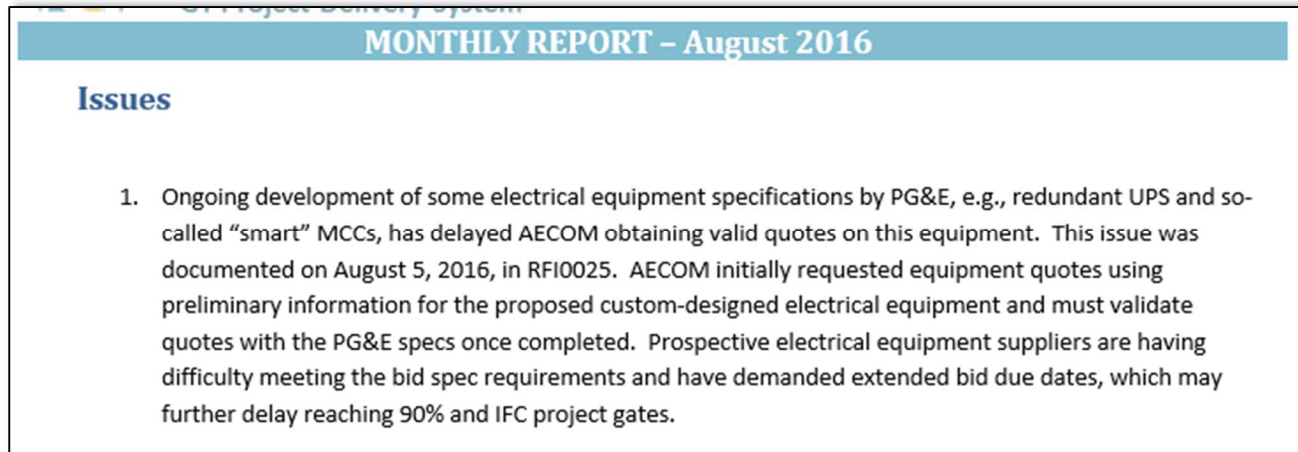 Project Delivery System
MONTHLY REPORT – August 2016
Issues
1. Ongoing development of some electrical equipment specifications by PG&E, e.g., redundant UPS and so-
called “smart” MCCs, has delayed AECOM obtaining valid quotes on this equipment.  This issue was
documented on August 5, 2016, in RFI0025.  AECOM initially requested equipment quotes using
preliminary information for the proposed custom-designed electrical equipment and must validate
quotes with the PG&E specs once completed.  Prospective electrical equipment suppliers are having
difficulty meeting the bid spec requirements and have demanded extended bid due dates, which may
further delay reaching 90% and IFC project gates.